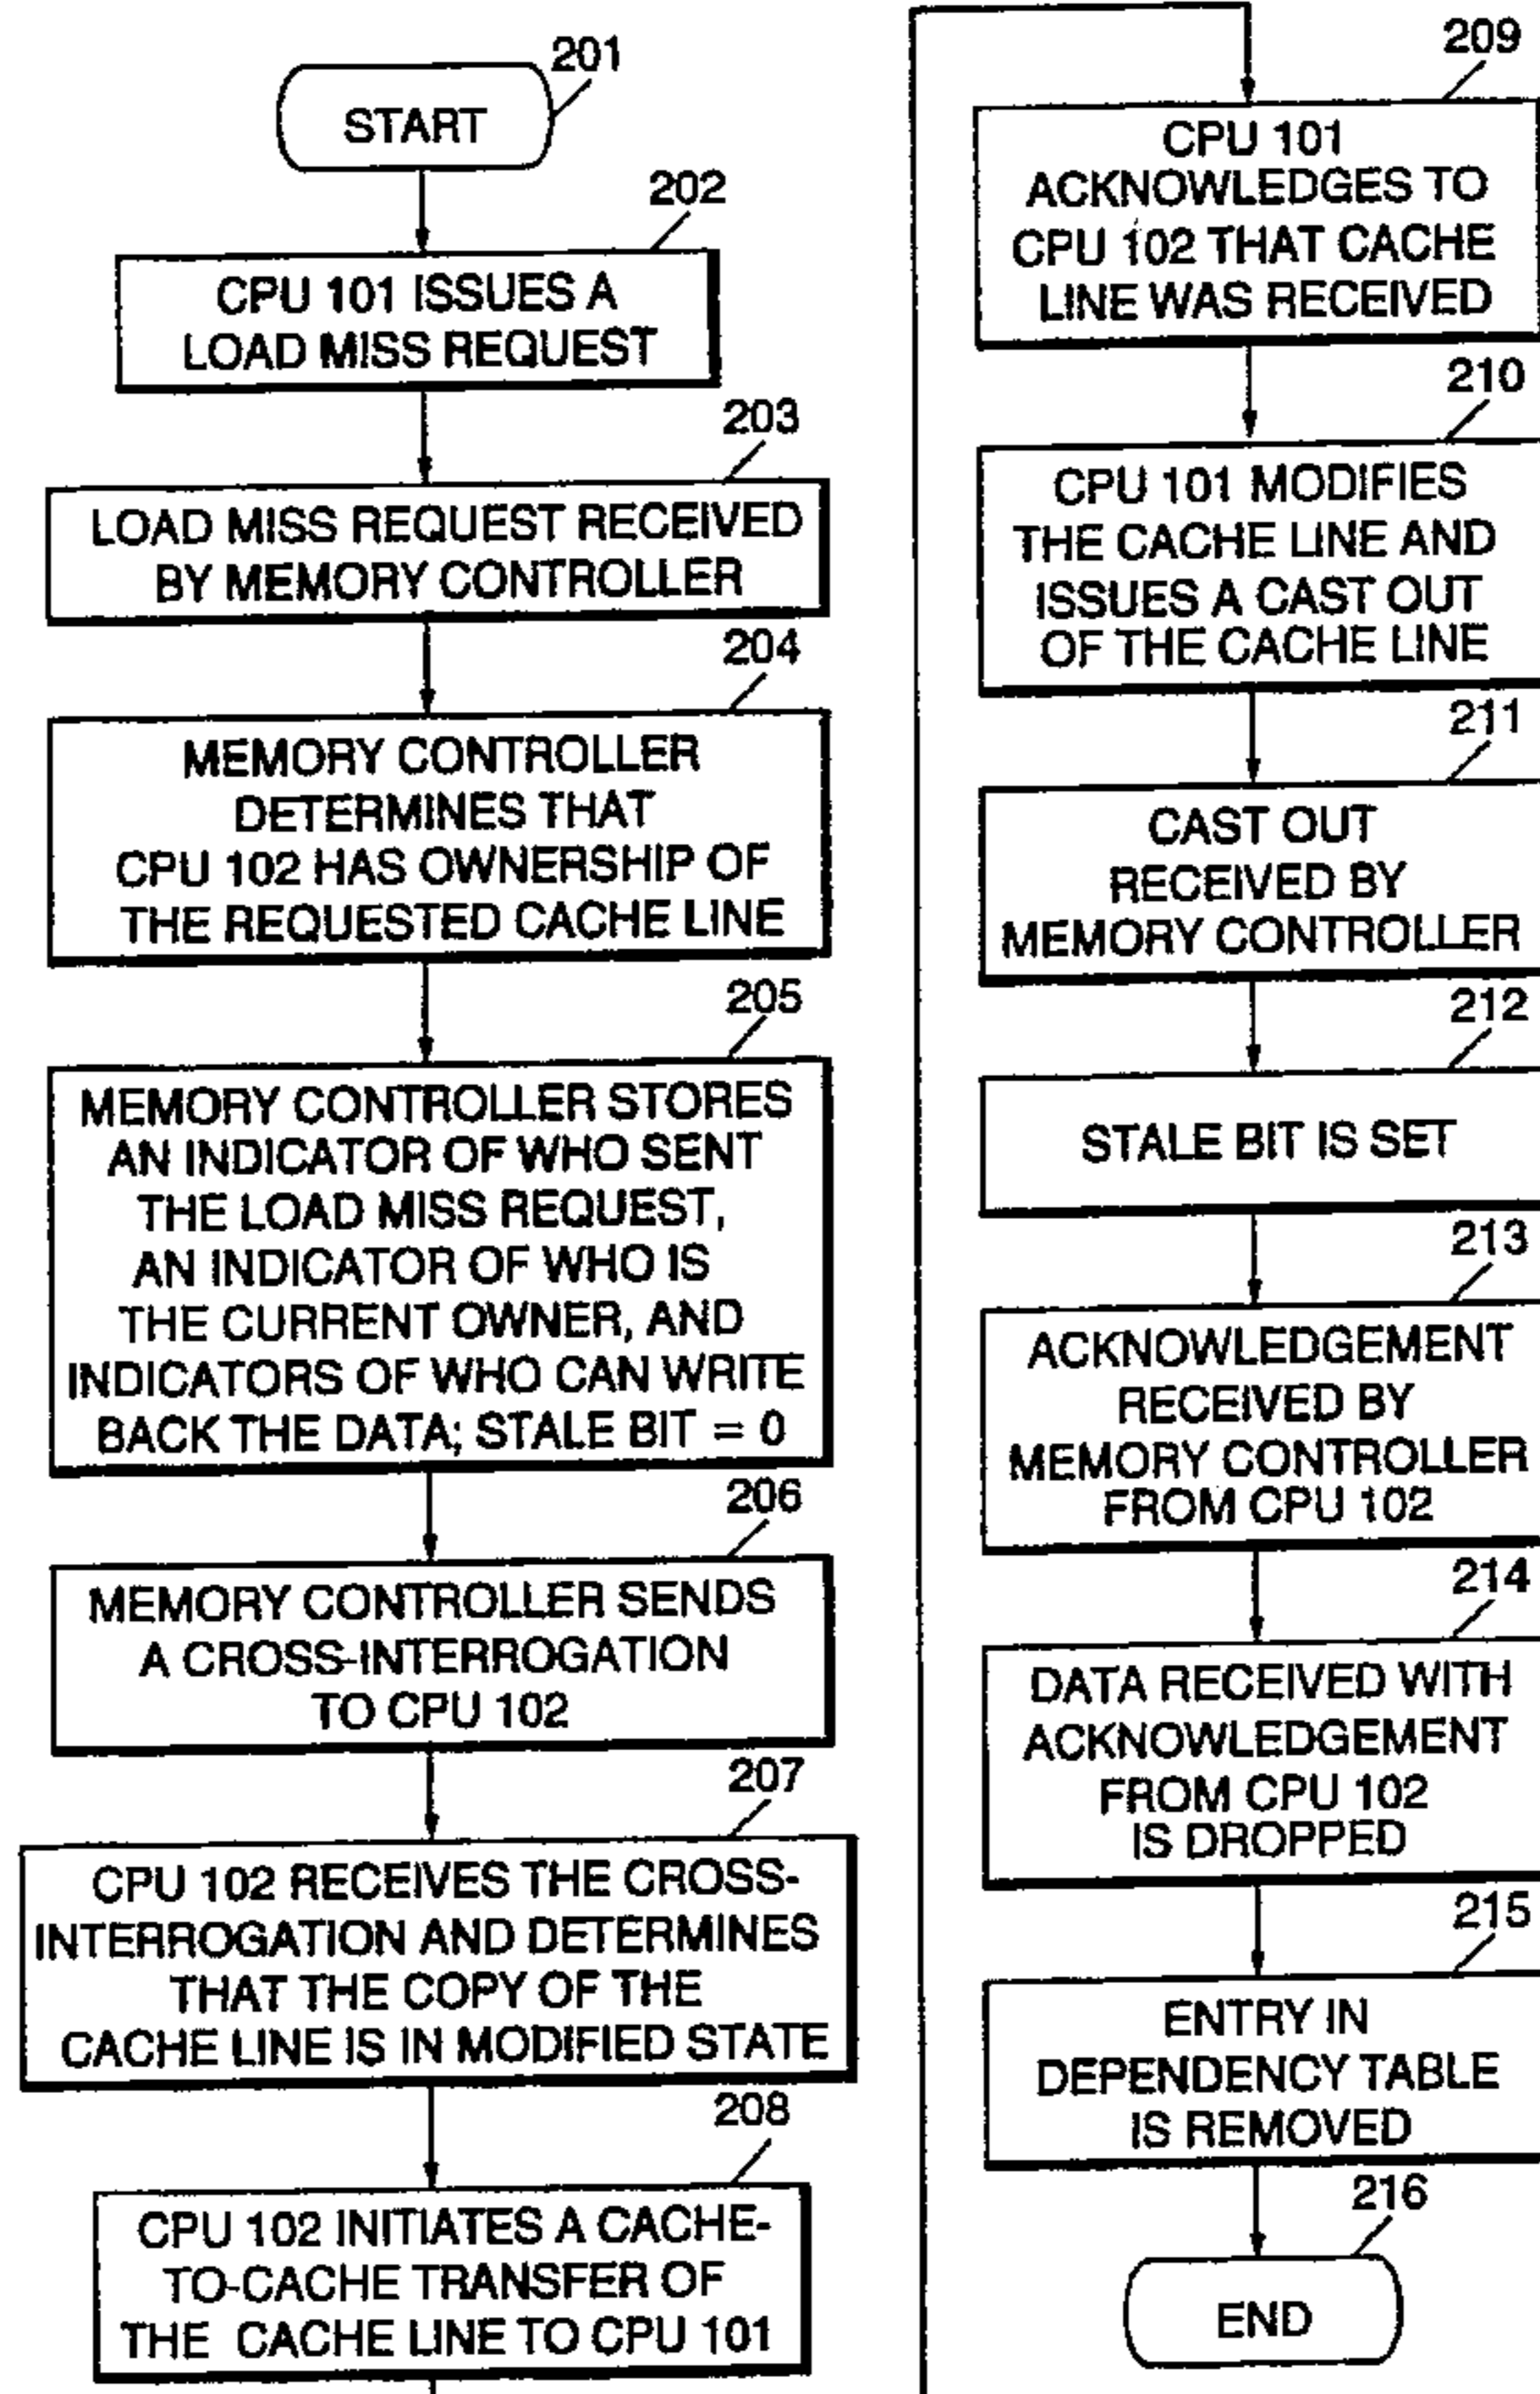 201
START
202
CPU 101 ISSUES A
LOAD MISS REQUEST
203
LOAD MISS REQUEST RECEIVED
BY MEMORY CONTROLLER
204
MEMORY CONTROLLER
DETERMINES THAT
CPU 102 HAS OWNERSHIP OF
THE REQUESTED CACHE LINE
205
MEMORY CONTROLLER STORES
AN INDICATOR OF WHO SENT
THE LOAD MISS REQUEST,
AN INDICATOR OF WHO IS
THE CURRENT OWNER, AND
INDICATORS OF WHO CAN WRITE
BACK THE DATA; STALE BIT = 0
206
MEMORY CONTROLLER SENDS
A CROSS-INTERROGATION
TO CPU 102
207
CPU 102 RECEIVES THE CROSS-
INTERROGATION AND DETERMINES
THAT THE COPY OF THE
CACHE LINE IS IN MODIFIED STATE
208
CPU 102 INITIATES A CACHE-
TO-CACHE TRANSFER OF
THE CACHE LINE TO CPU 101
209
CPU 101
ACKNOWLEDGES TO
CPU 102 THAT CACHE
LINE WAS RECEIVED
210
CPU 101 MODIFIES
THE CACHE LINE AND
ISSUES A CAST OUT
OF THE CACHE LINE
211
CAST OUT
RECEIVED BY
MEMORY CONTROLLER
212
STALE BIT IS SET
213
ACKNOWLEDGEMENT
RECEIVED BY
MEMORY CONTROLLER
FROM CPU 102
214
DATA RECEIVED WITH
ACKNOWLEDGEMENT
FROM CPU 102
IS DROPPED
215
ENTRY IN
DEPENDENCY TABLE
IS REMOVED
216
END